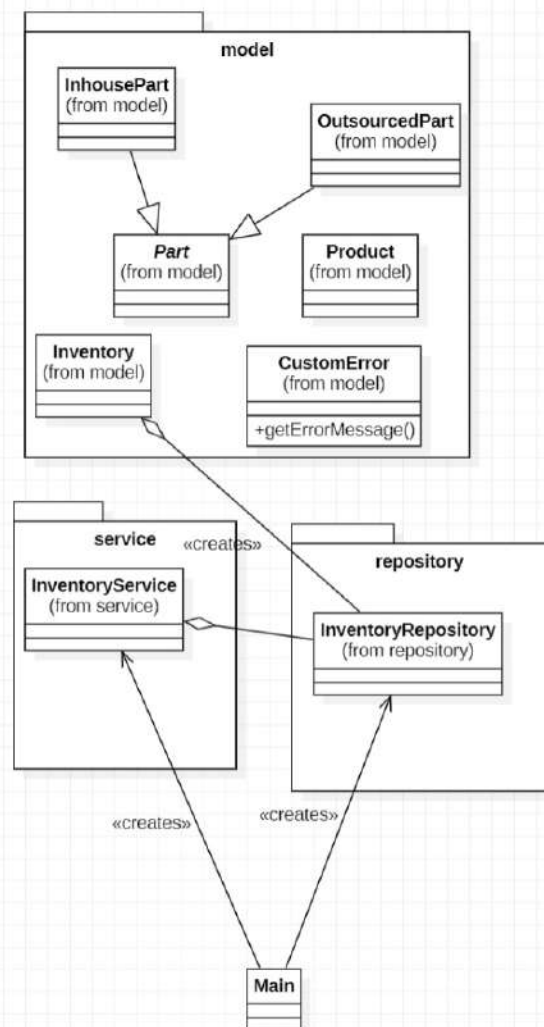 model
InhousePart
(from model)
OutsourcedPart
(from model)
Part
(from model)
Product
(from model)
Inventory
(from model)
CustomError
(from model)
+getErrorMessage()
service
«creates»
repository
InventoryService
(from service)
InventoryRepository
(from repository)
«creates»
«creates»
Main